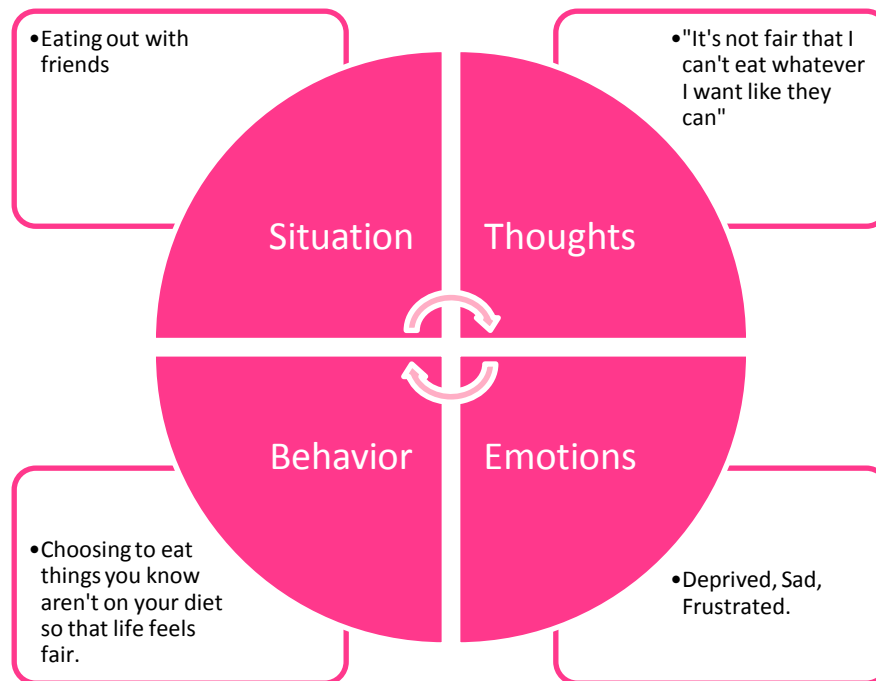 •Eating out with
friends
•"It's not fair that I
can't eat whatever
I want like they
can"
Situation
Thoughts
Behavior
Emotions
•Choosing to eat
things you know
aren't on your diet
so that life feels
fair.
•Deprived, Sad,
Frustrated.